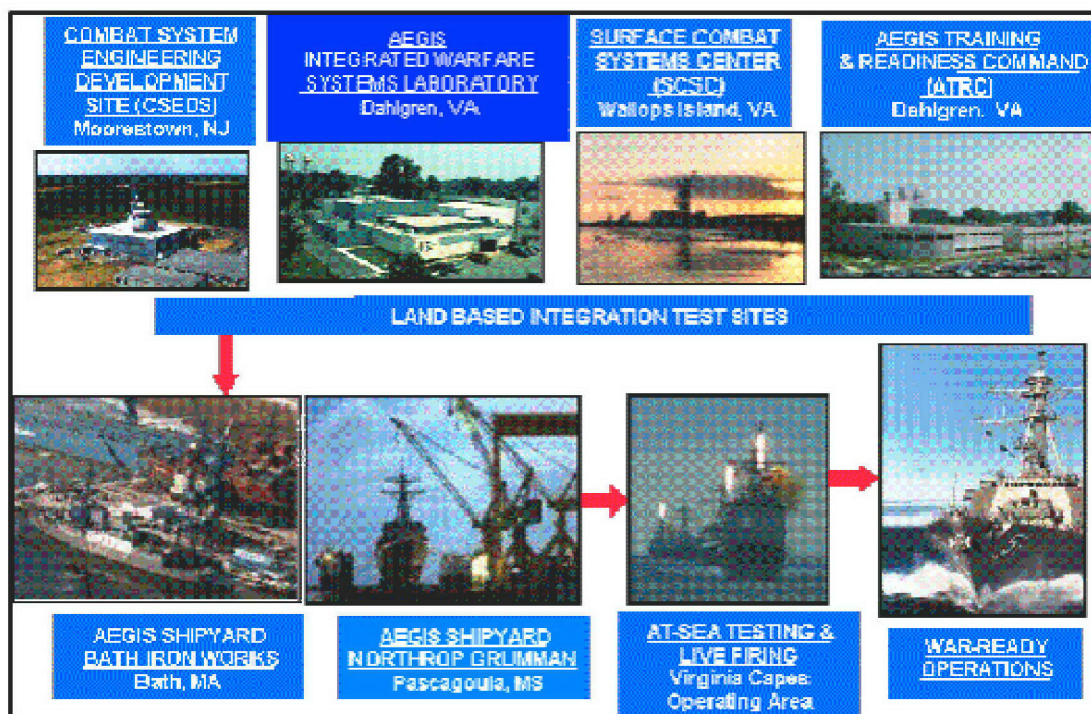 COMBAT SYSTEM
ENGINEERING
DEVELOPMENT
SITE (CSEDS)
Moorestown, NJ
AEGIS
INTEGRATED WARFARE
SYSTEMS LABORATORY
Dahlgren, VA
SURFACE COMBAT
SYSTEMS CENTER
(SCSC)
Wallops Island, VA
AEGIS TRAINING
& READINESS COMMAND
(ATRC)
Dahlgren, VA
LAND BASED INTEGRATION TEST SITES
AEGIS SHIPYARD
BATH IRON WORKS
Bath, MA
AEGIS SHIPYARD
NORTHROP GRUMMAN
Pascagoula, MS
AT-SEA TESTING &
LIVE FIRING
Virginia Capes
Operating Area
WAR-READY
OPERATIONS